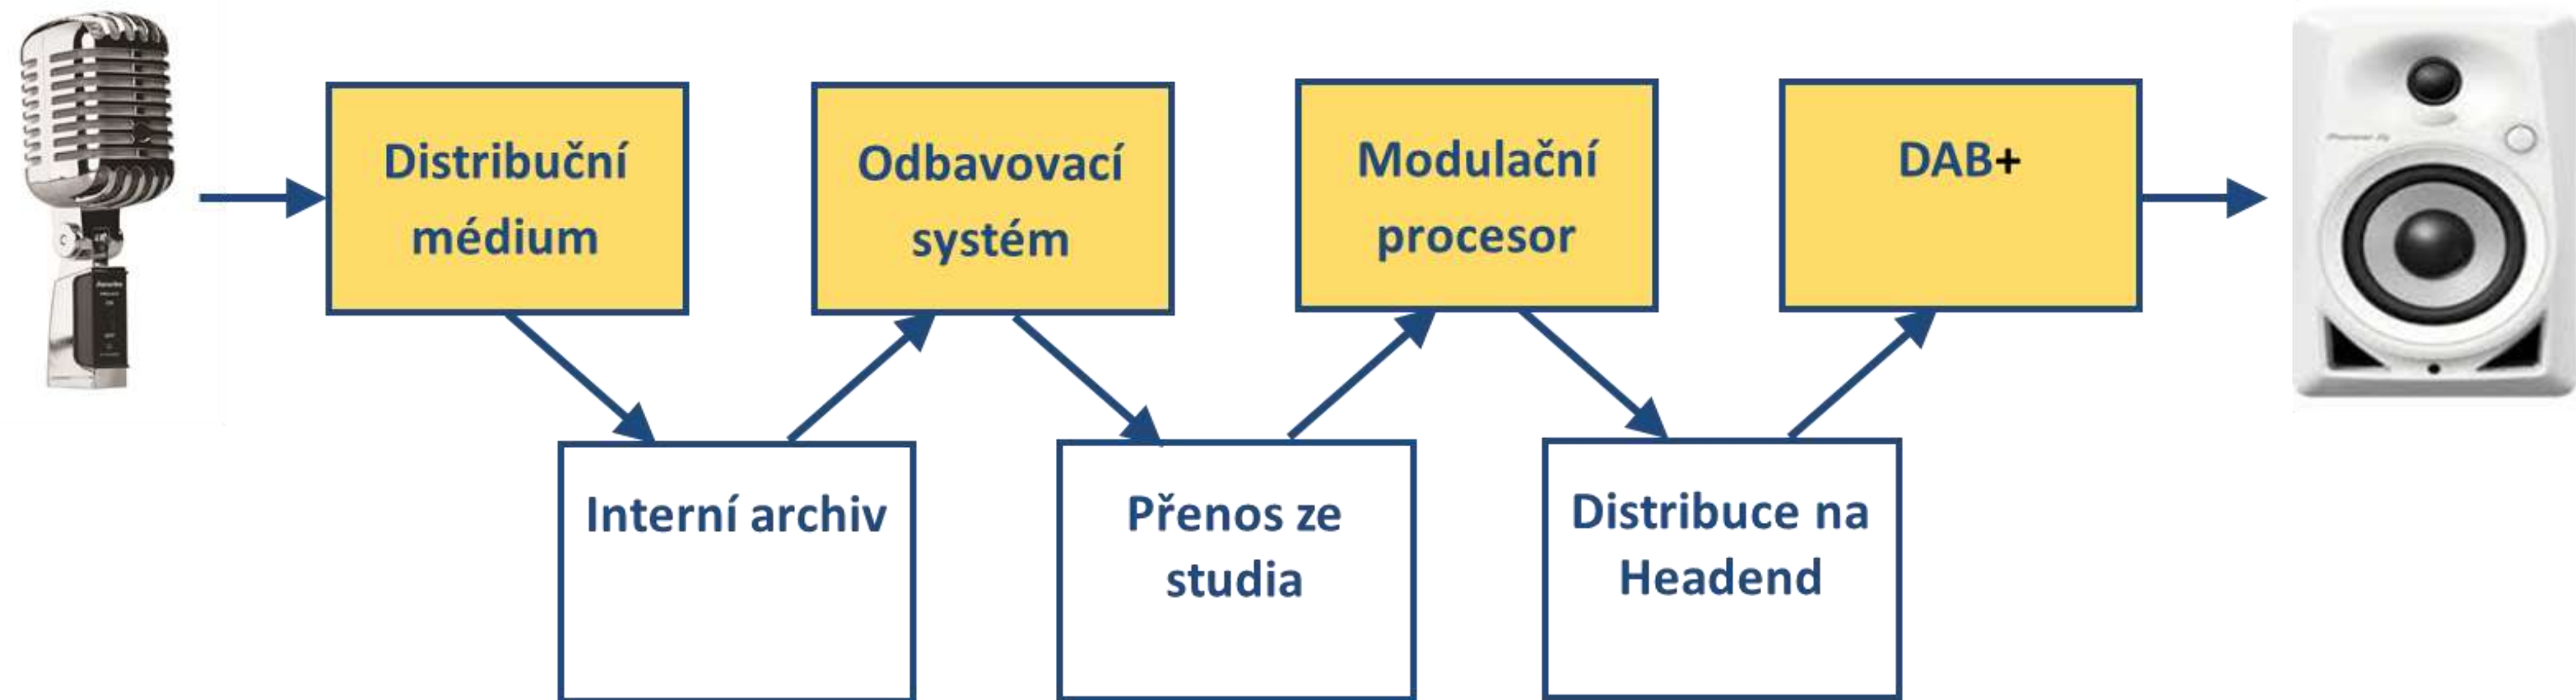 Distribuční
médium
Odbavovací
systém
Modulační
procesor
DAB+
Interní archiv
Přenos ze
studia
Distribuce na
Headend